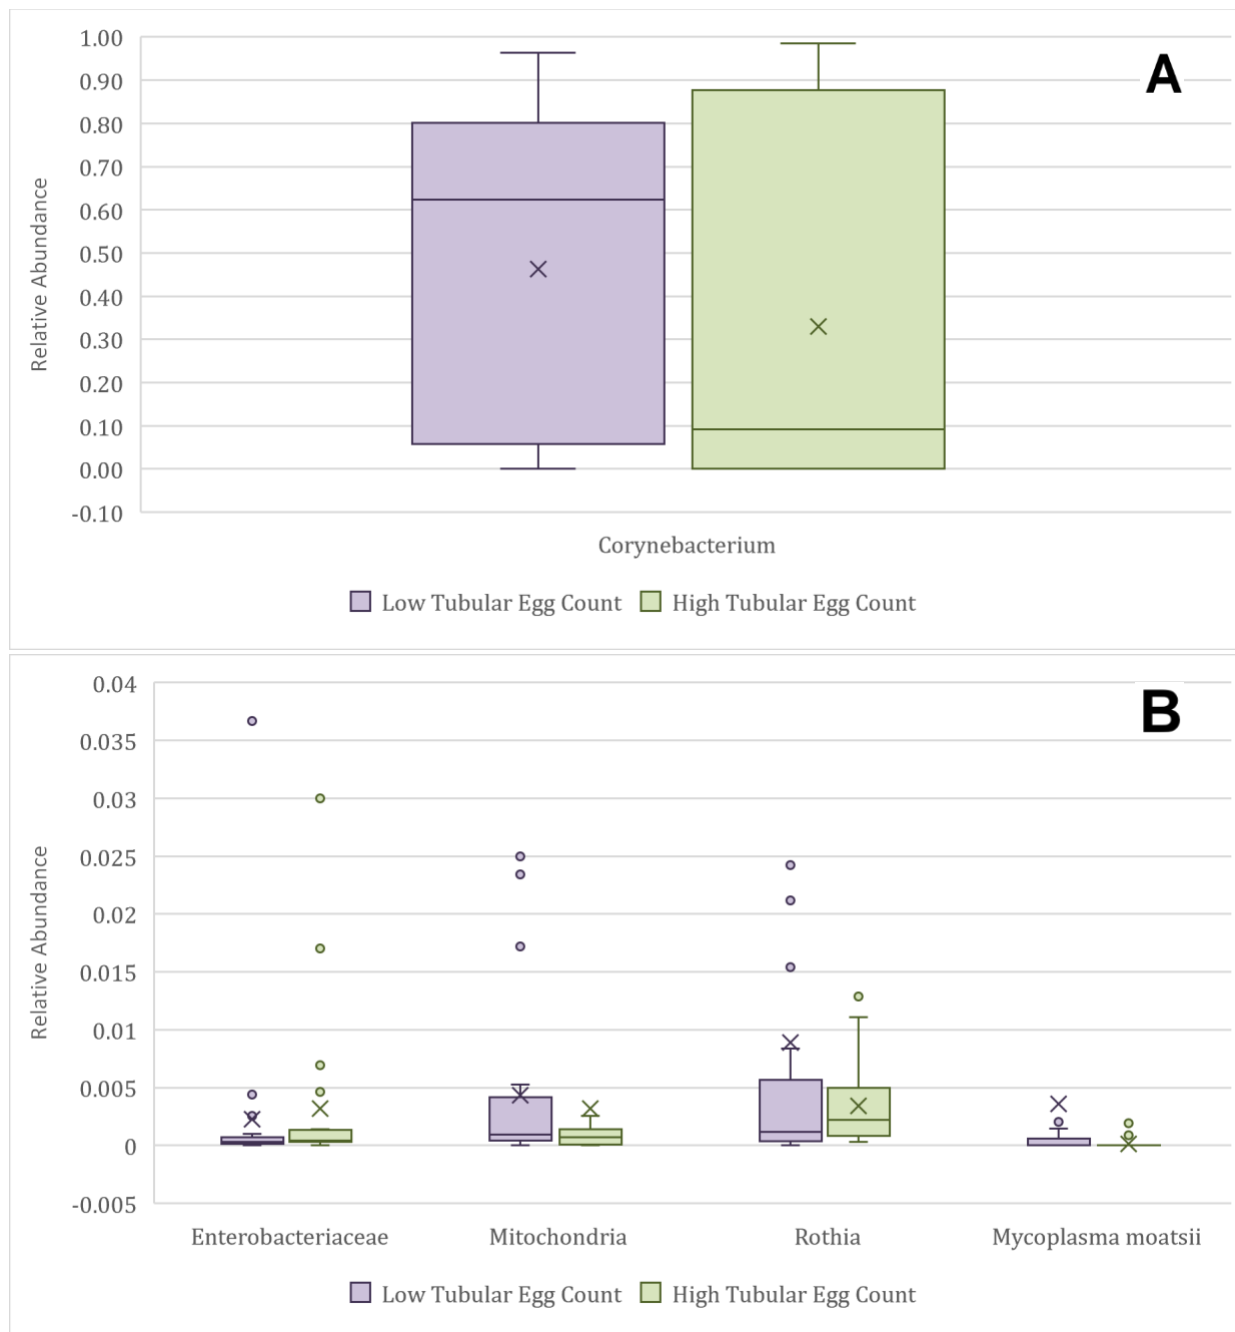 A
1.00
0.90
0.80
0.70
0.60
0.50
0.40
0.30
0.20
0.10
0.00
-0.10
Relative Abundance
Corynebacterium
Low Tubular Egg Count High Tubular Egg Count
B
0.04
0.035
0.03
0.025
0.02
0.015
0.01
0.005
0
-0.005
Relative Abundance
Enterobacteriaceae Mitochondria Rothia Mycoplasma moatsii
Low Tubular Egg Count High Tubular Egg Count